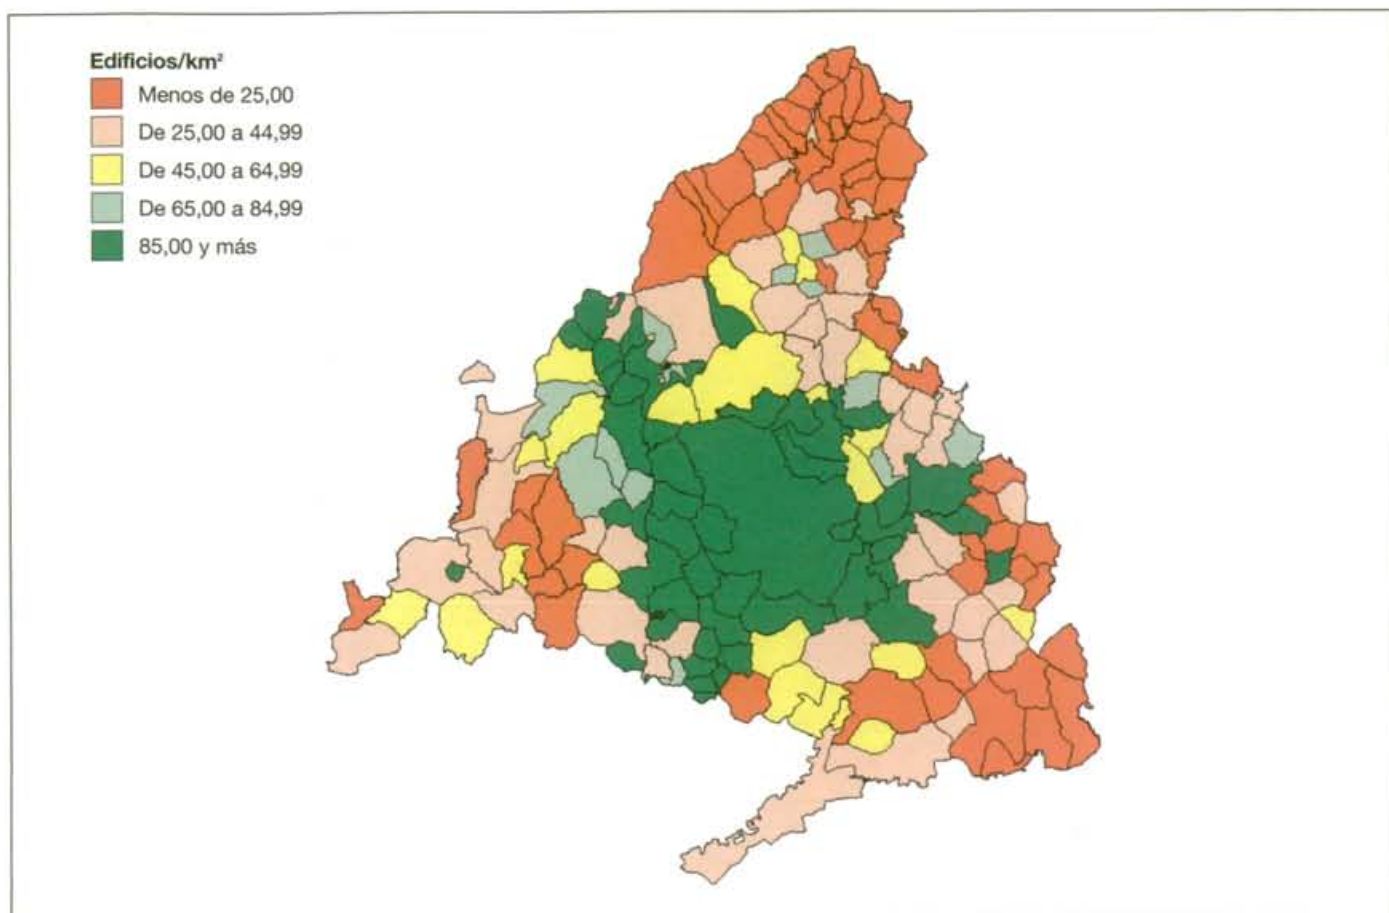 Edificios/km²
Menos de 25,00
De 25,00 a 44,99
De 45,00 a 64,99
De 65,00 a 84,99
85,00 y más